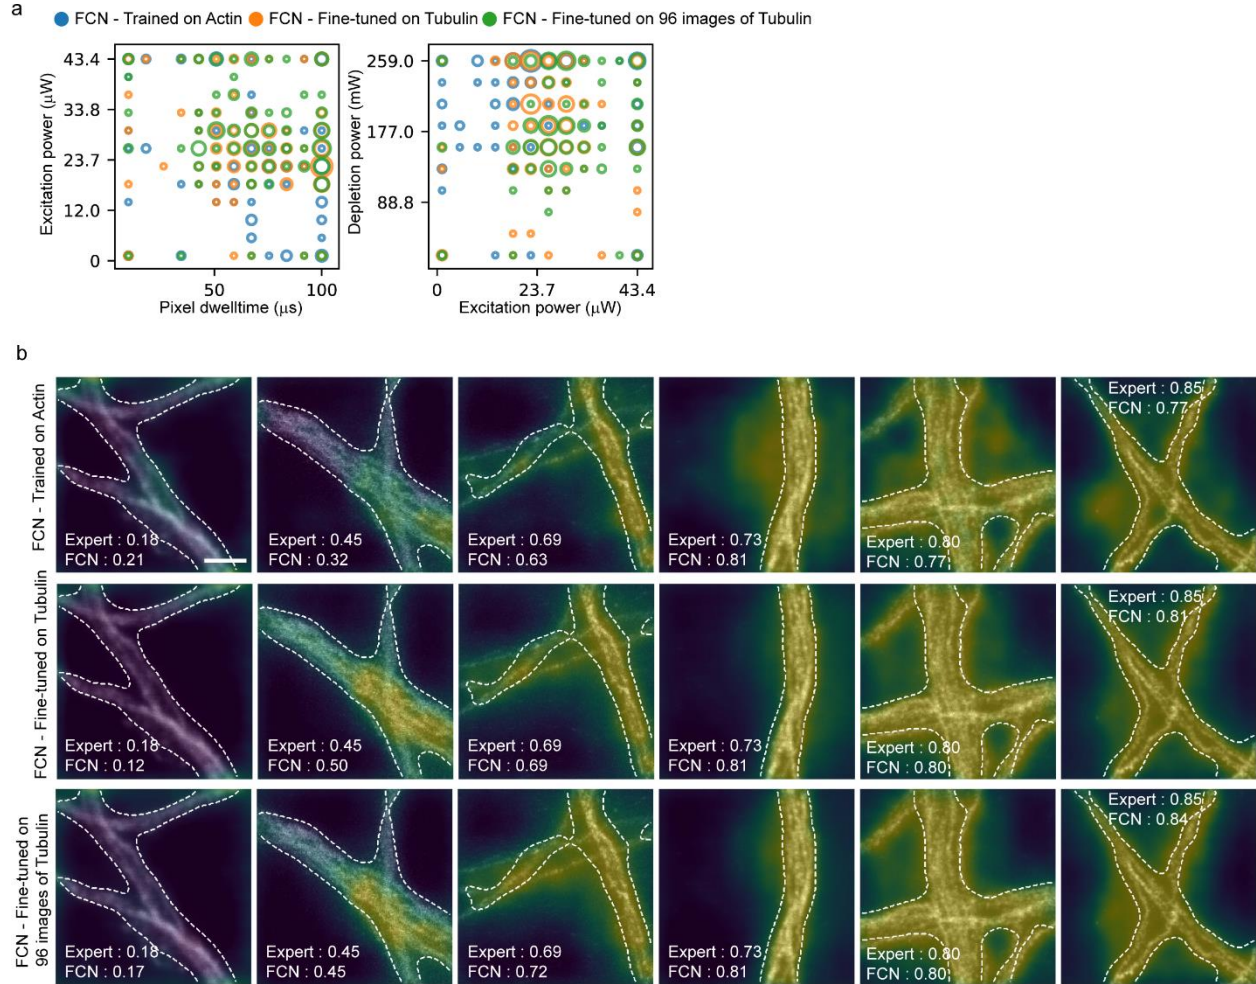 a
FCN - Trained on Actin FCN - Fine-tuned on Tubulin FCN - Fine-tuned on 96 images of Tubulin
Excitation power (μW)
43.4
33.8
23.7
12.0
0
50 100
Pixel dwelltime (μs)
Depletion power (mW)
259.0
177.0
88.8
0 23.7 43.4
Excitation power (μW)
b
FCN - Trained on Actin
Expert : 0.18
FCN : 0.21
Expert : 0.45
FCN : 0.32
Expert : 0.69
FCN : 0.63
Expert : 0.73
FCN : 0.81
Expert : 0.80
FCN : 0.77
Expert : 0.85
FCN : 0.77
FCN - Fine-tuned on Tubulin
Expert : 0.18
FCN : 0.12
Expert : 0.45
FCN : 0.50
Expert : 0.69
FCN : 0.69
Expert : 0.73
FCN : 0.81
Expert : 0.80
FCN : 0.80
Expert : 0.85
FCN : 0.81
FCN - Fine-tuned on
96 images of Tubulin
Expert : 0.18
FCN : 0.17
Expert : 0.45
FCN : 0.45
Expert : 0.69
FCN : 0.72
Expert : 0.73
FCN : 0.81
Expert : 0.80
FCN : 0.80
Expert : 0.85
FCN : 0.84